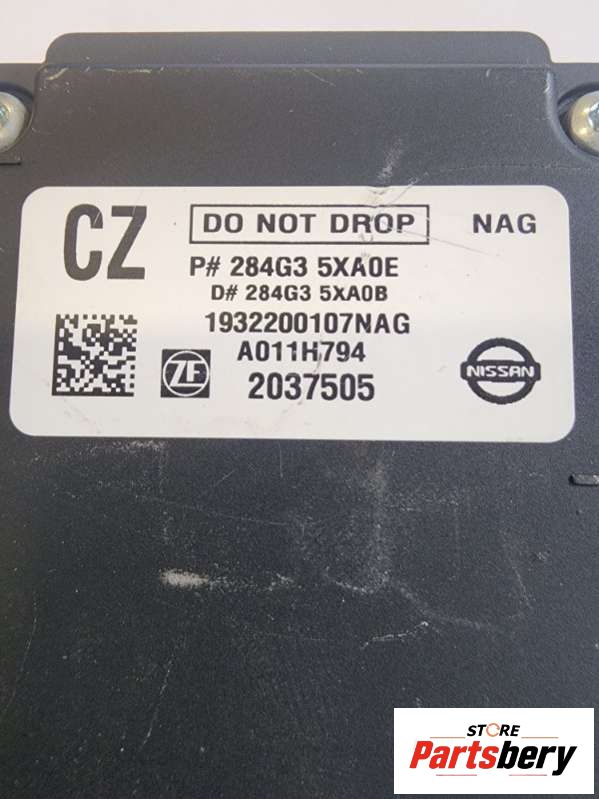 CZ
DO NOT DROP
NAG
P# 284G3 5XA0E
D# 284G3 5XA0B
1932200107NAG
A011H794
ZF
2037505
NISSAN
STORE
Partsbery